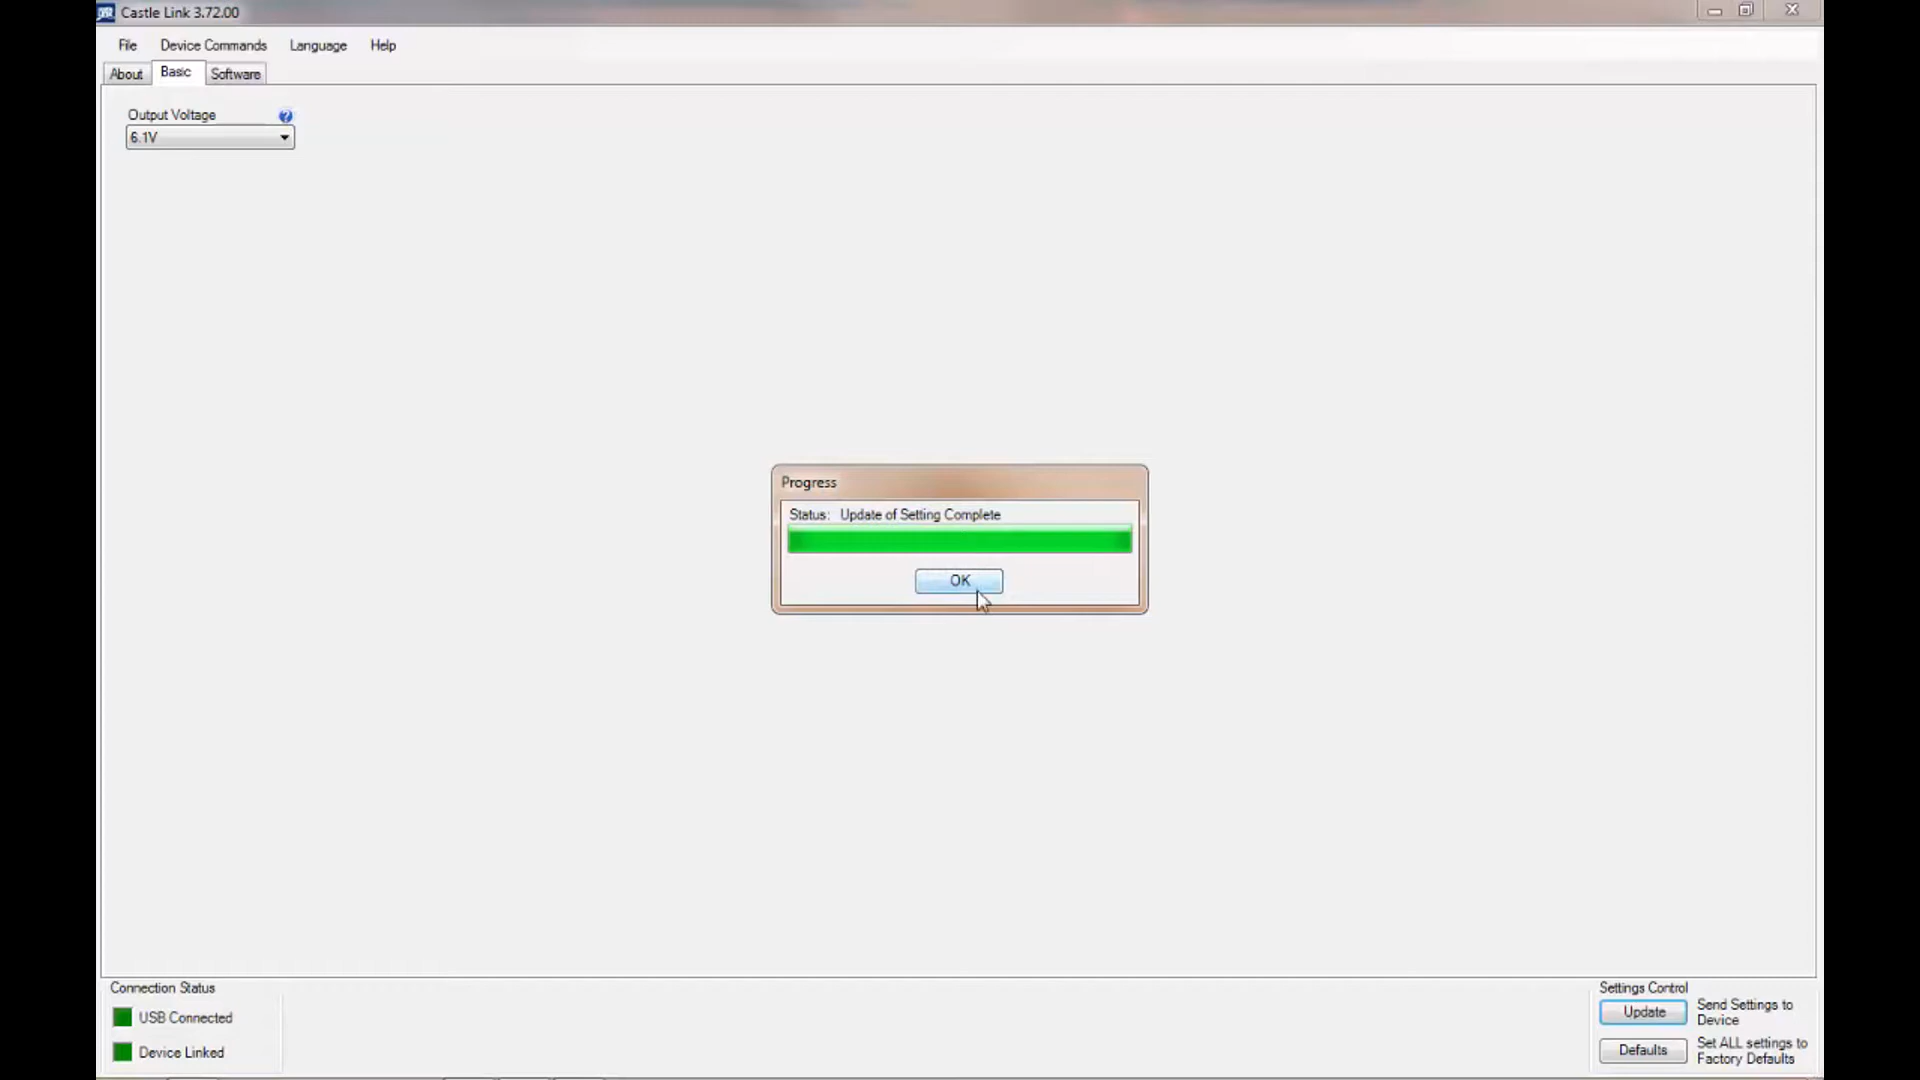 Castle Link 3.72.00
File Device Commands Language Help
About Basic Software
Output Voltage
6.1V
Progress
Status: Update of Setting Complete
OK
Connection Status
USB Connected
Device Linked
Settings Control
Update Send Settings to
Device
Defaults Set ALL settings to
Factory Defaults